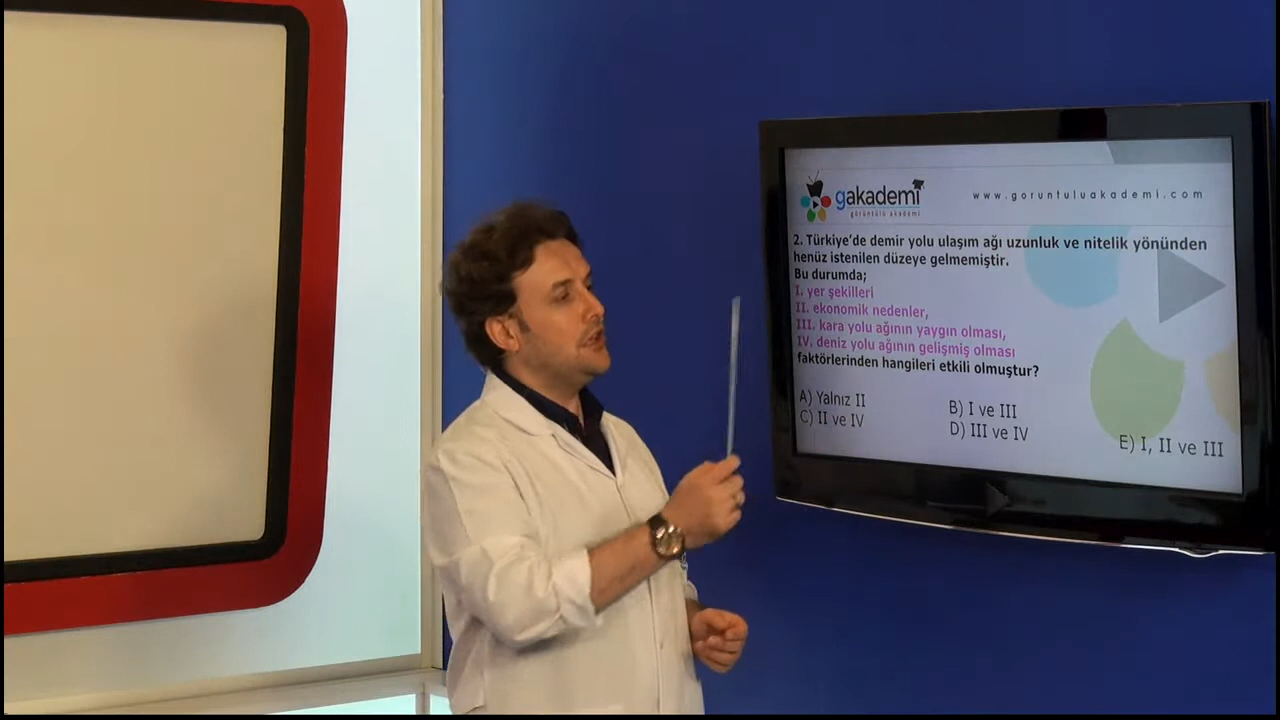 gakademi
görüntülü akademi
www.goruntuluakademi.com
2. Türkiye'de demir yolu ulaşım ağı uzunluk ve nitelik yönünden
henüz istenilen düzeye gelmemiştir.
Bu durumda;
I. yer şekilleri
II. ekonomik nedenler,
III. kara yolu ağının yaygın olması,
IV. deniz yolu ağının gelişmiş olması
faktörlerinden hangileri etkili olmuştur?
A) Yalnız II
B) I ve III
C) II ve IV
D) III ve IV
E) I, II ve III